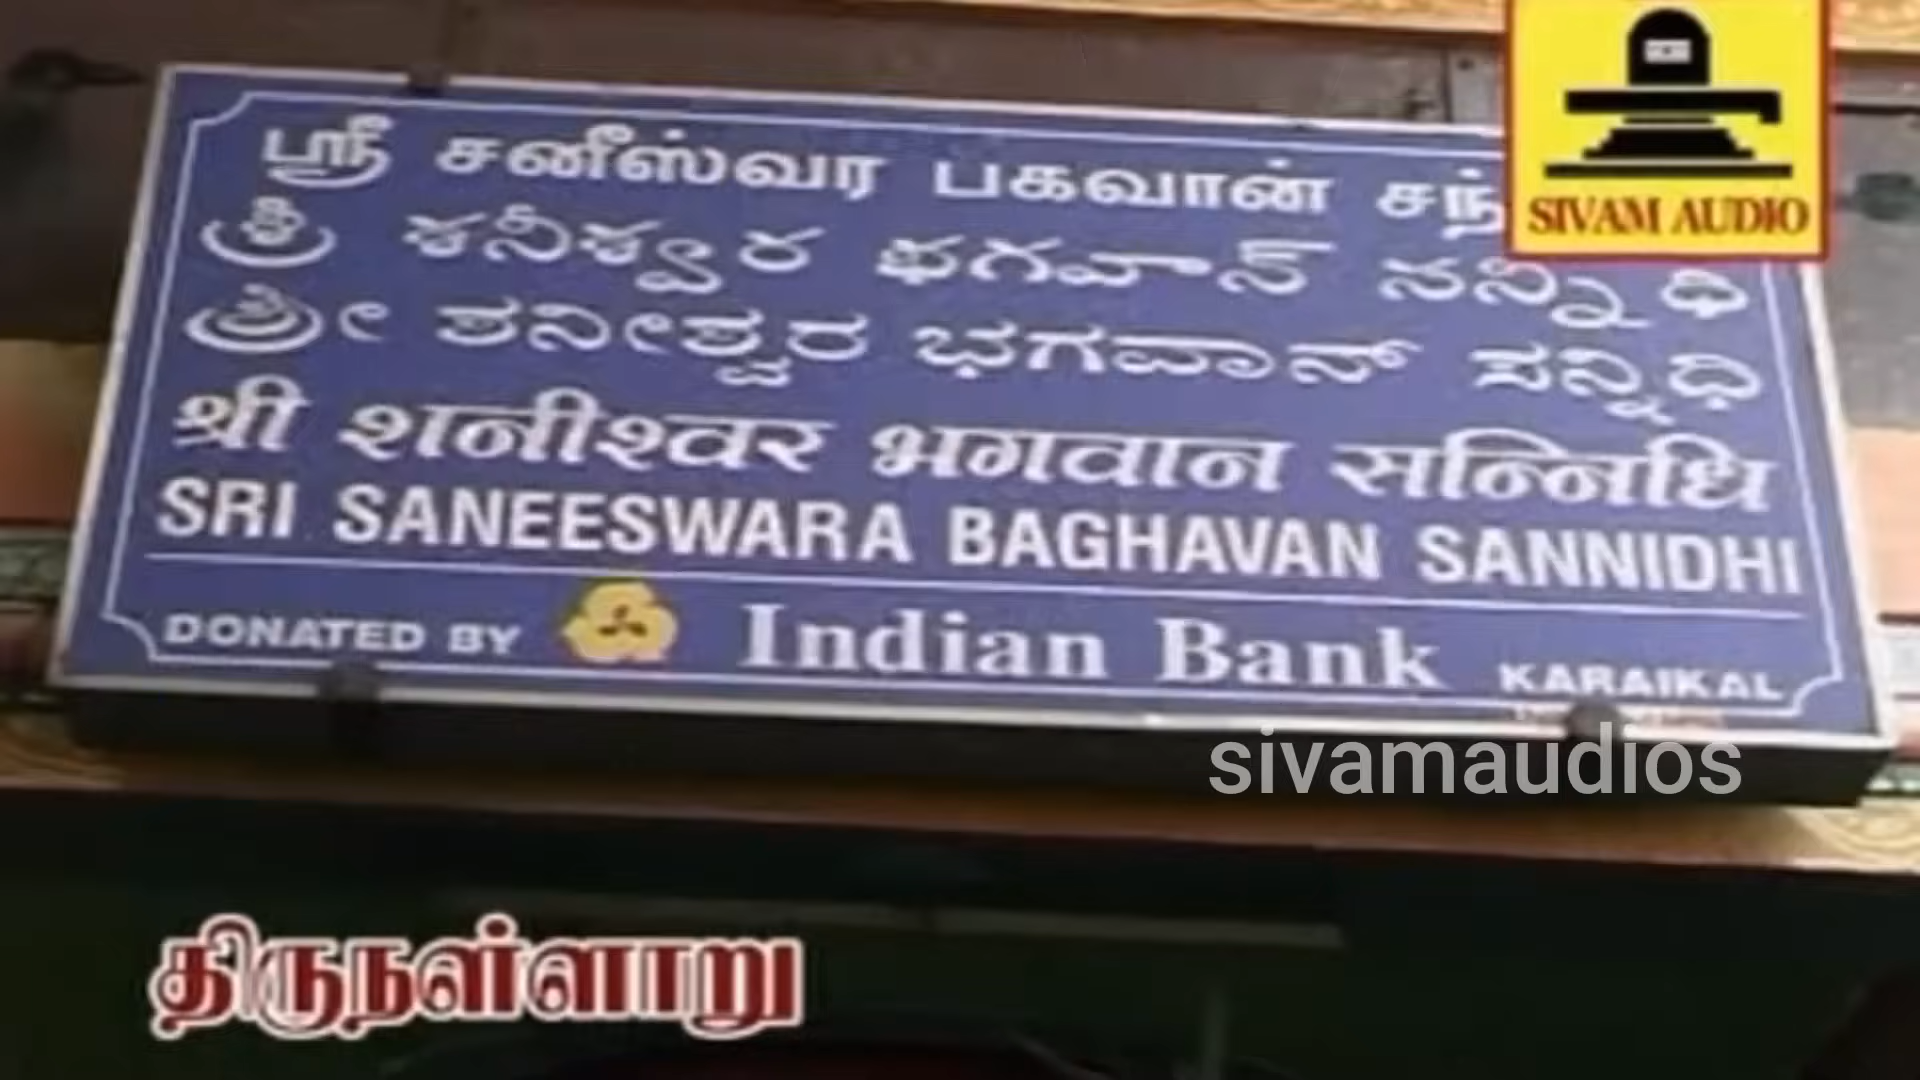 ஸ்ரீ சனீஸ்வர பகவான்
SIVAM AUDIO
శ్రీ శనీశ్వర భగవాన్ సన్నిధి
ಶ್ರೀ ಶನೀಶ್ವರ ಭಗವಾನ್ ಸನ್ನಿಧಿ
श्री शनीश्वर भगवान सन्निधि
SRI SANEESWARA BAGHAVAN SANNIDHI
DONATED BY Indian Bank KARAIKAL
sivamaudios
திருநள்ளாறு